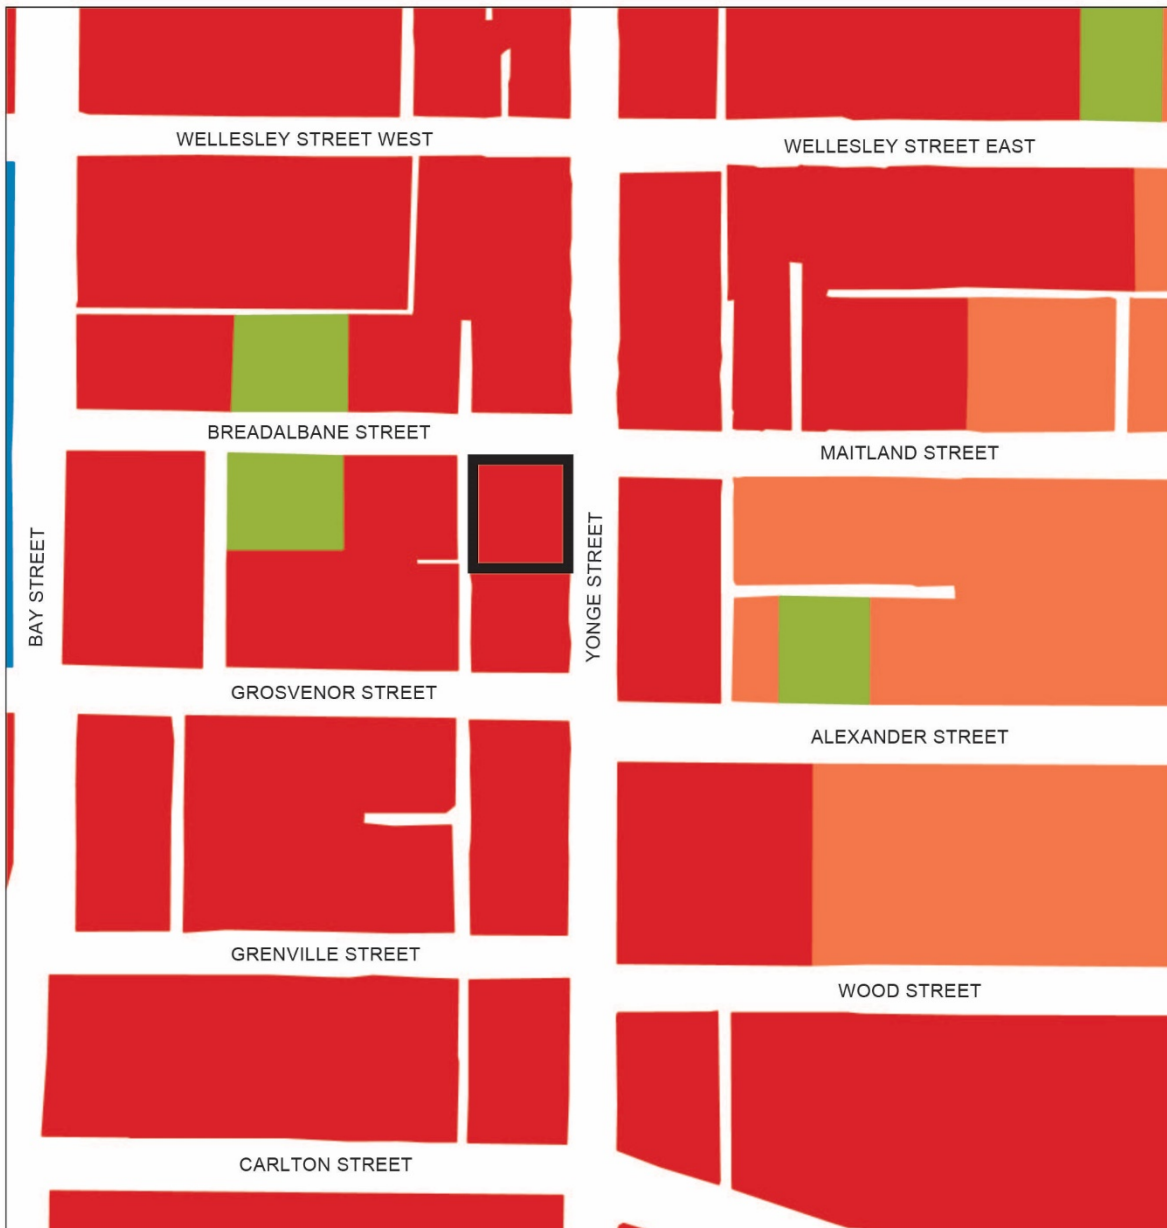 WELLESLEY STREET WEST
WELLESLEY STREET EAST
BREADALBANE STREET
MAITLAND STREET
BAY STREET
YONGE STREET
GROSVENOR STREET
ALEXANDER STREET
GRENVILLE STREET
WOOD STREET
CARLTON STREET